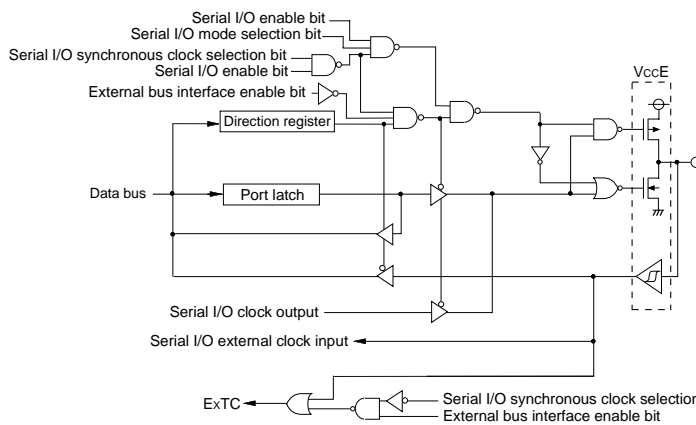 Serial I/O enable bit
Serial I/O mode selection bit
Serial I/O synchronous clock selection bit
Serial I/O enable bit
External bus interface enable bit
VCCE
Direction register
Data bus
Port latch
Serial I/O clock output
Serial I/O external clock input
ExTC
Serial I/O synchronous clock selection
External bus interface enable bit